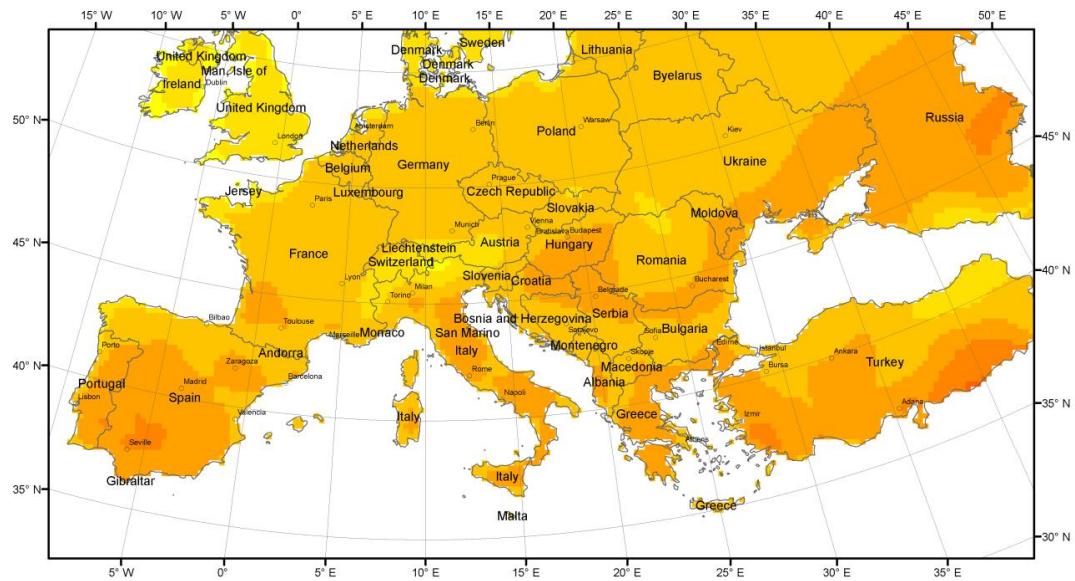 15° W 10° W 5° W 0° E 5° E 10° E 15° E 20° E 25° E 30° E 35° E 40° E 45° E 50° E
Sweden
Denmark
Lithuania
United Kingdom
Denmark
Man, Isle of
Denmark
Byelarus
Ireland
Dublin
United Kingdom
Russia
50° N
Amsterdam
Berlin
Warsaw
45° N
London
Poland
Kiev
Netherlands
Germany
Ukraine
Belgium
Prague
Jersey
Luxembourg
Czech Republic
Paris
Slovakia
Moldova
45° N
Munich
Vienna
Bratislava
Budapest
Liechtenstein
Austria
Hungary
France
Switzerland
Romania
40° N
Lyon
Slovenia
Croatia
Bucharest
Torino
Milan
Belgrade
Bilbao
Bosnia and Herzegovina
Serbia
Toulouse
Marseille
Monaco
San Marino
Sarajevo
Sofia
Bulgaria
Porto
Montenegro
Edirne
Istanbul
40° N
Andorra
Italy
Skopje
Ankara
Zaragoza
Macedonia
Turkey
Bursa
Portugal
Madrid
Barcelona
Rome
Albania
Lisbon
Spain
Napoli
35° N
Valencia
Italy
Greece
Izmir
Adana
Seville
Athens
Gibraltar
Italy
35° N
Greece
Malta
30° N
5° W 0° E 5° E 10° E 15° E 20° E 25° E 30° E 35° E 40° E